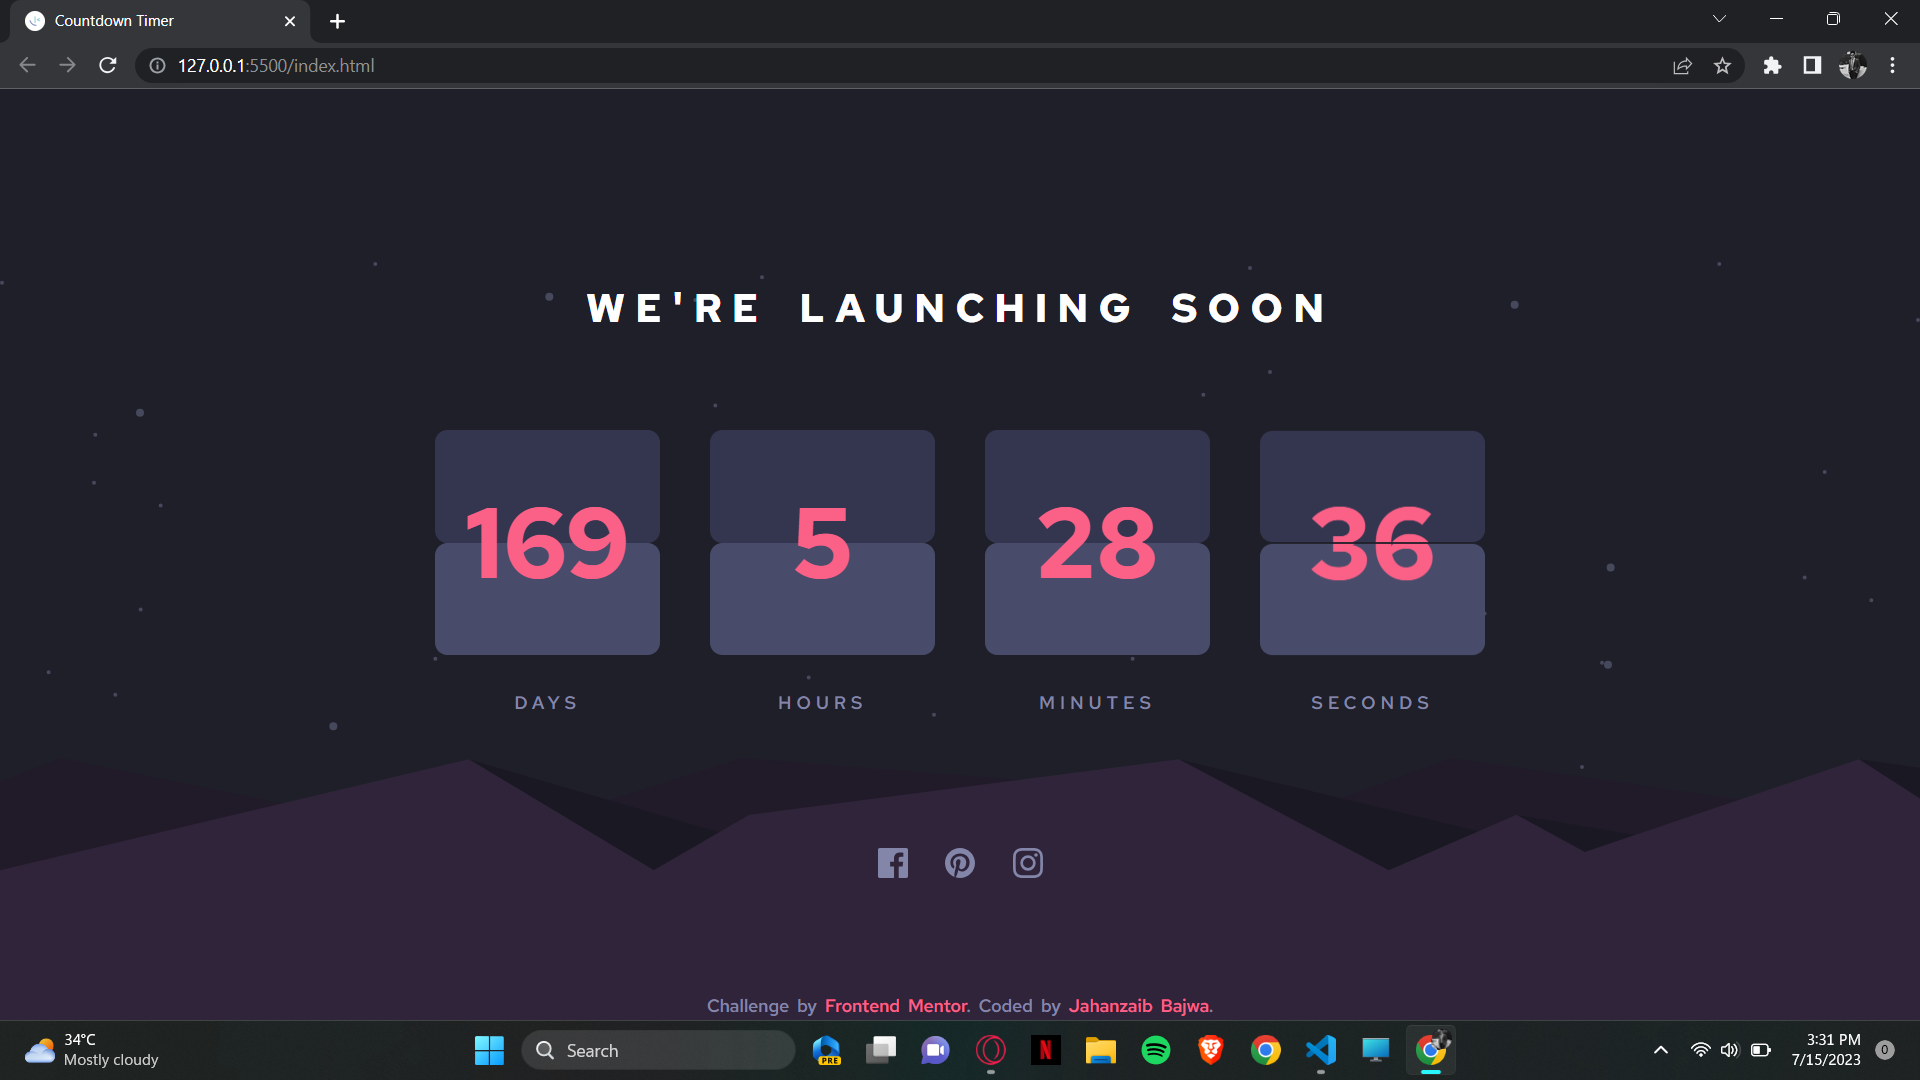 Countdown Timer
127.0.0.1:5500/index.html
WE'RE LAUNCHING SOON
169 5 28 36
DAYS HOURS MINUTES SECONDS
Challenge by Frontend Mentor. Coded by Jahanzaib Bajwa.
34°C
Mostly cloudy
Search
PRE
N
3:31 PM
7/15/2023
0